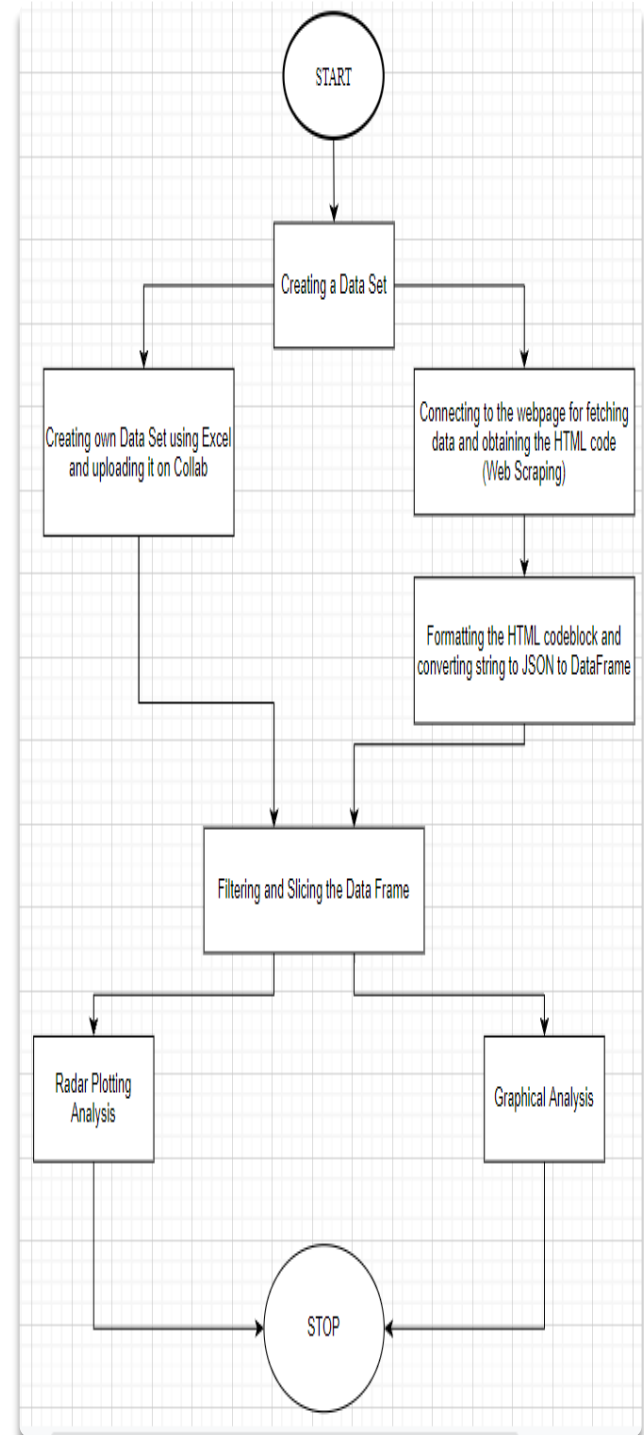 START
Creating a Data Set
Creating own Data Set using Excel
and uploading it on Collab
Connecting to the webpage for fetching
data and obtaining the HTML code
(Web Scraping)
Formatting the HTML codeblock and
converting string to JSON to DataFrame
Filtering and Slicing the Data Frame
Radar Plotting
Analysis
Graphical Analysis
STOP